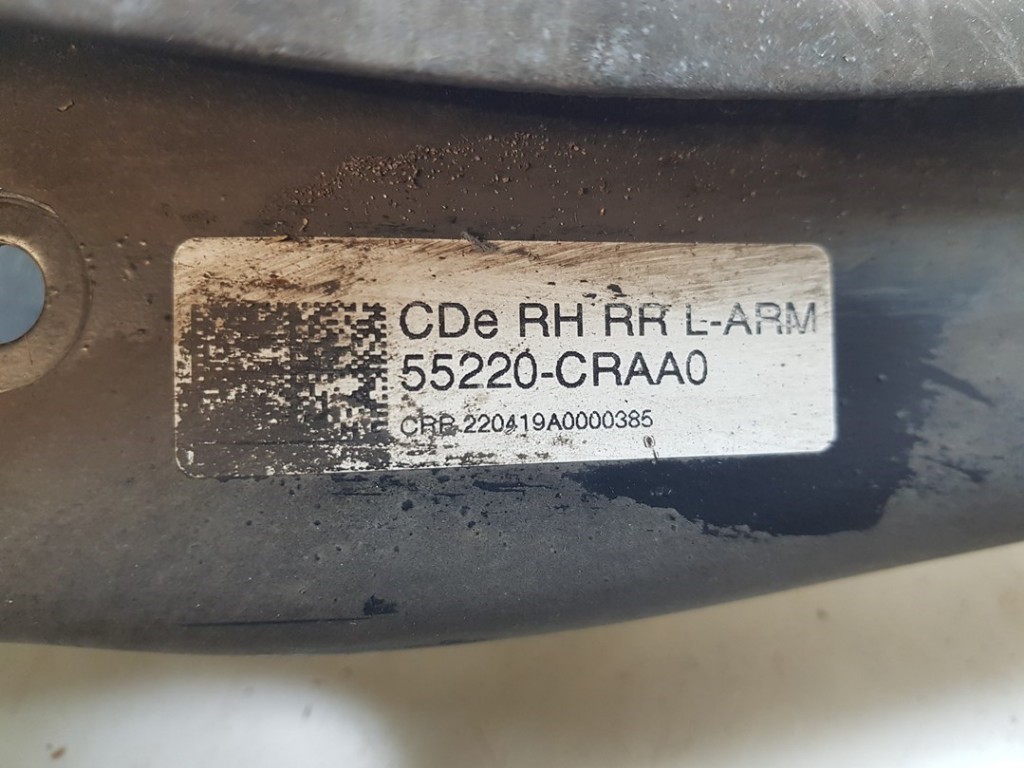 CDe RH RR L-ARM
55220-CRAA0
CRP 220419A0000385